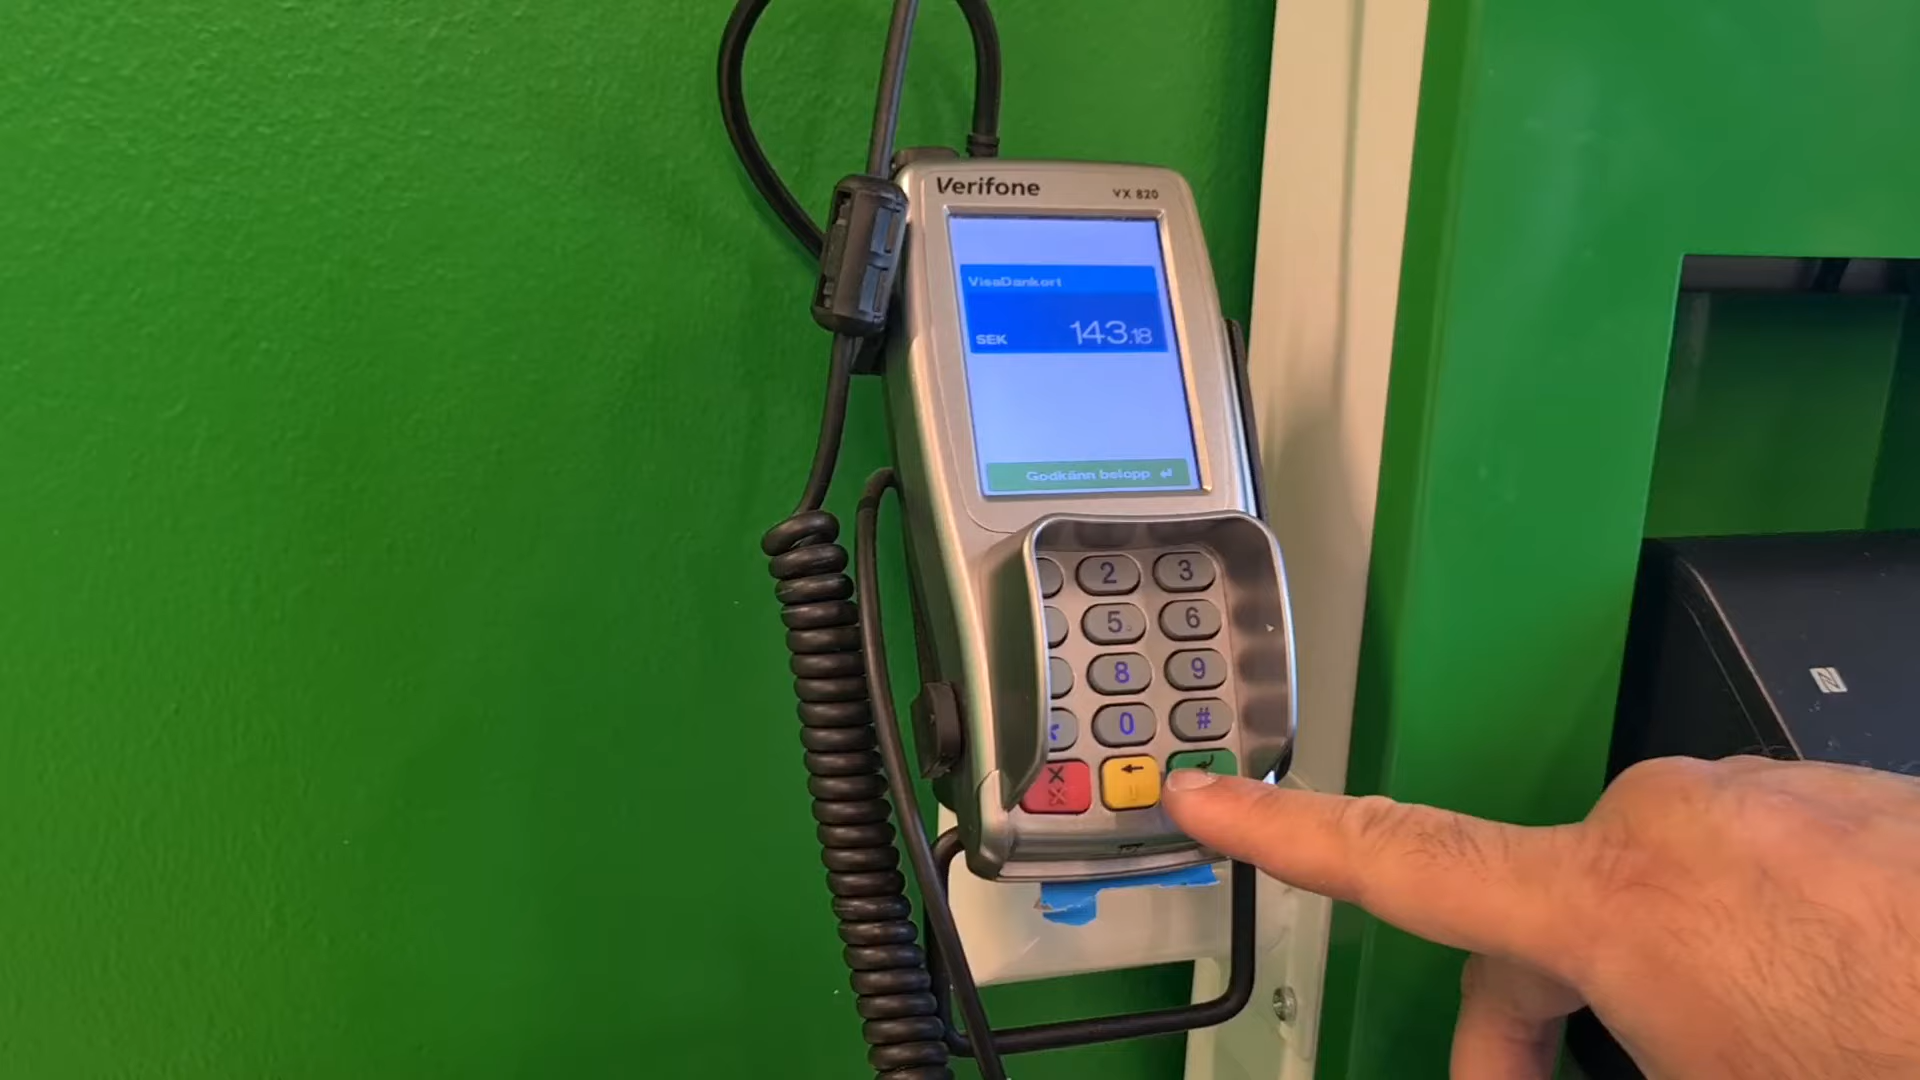 Verifone
VX 820
VisaDankort
SEK 143.18
Godkänn belopp
2 3
5 6
8 9
0 #